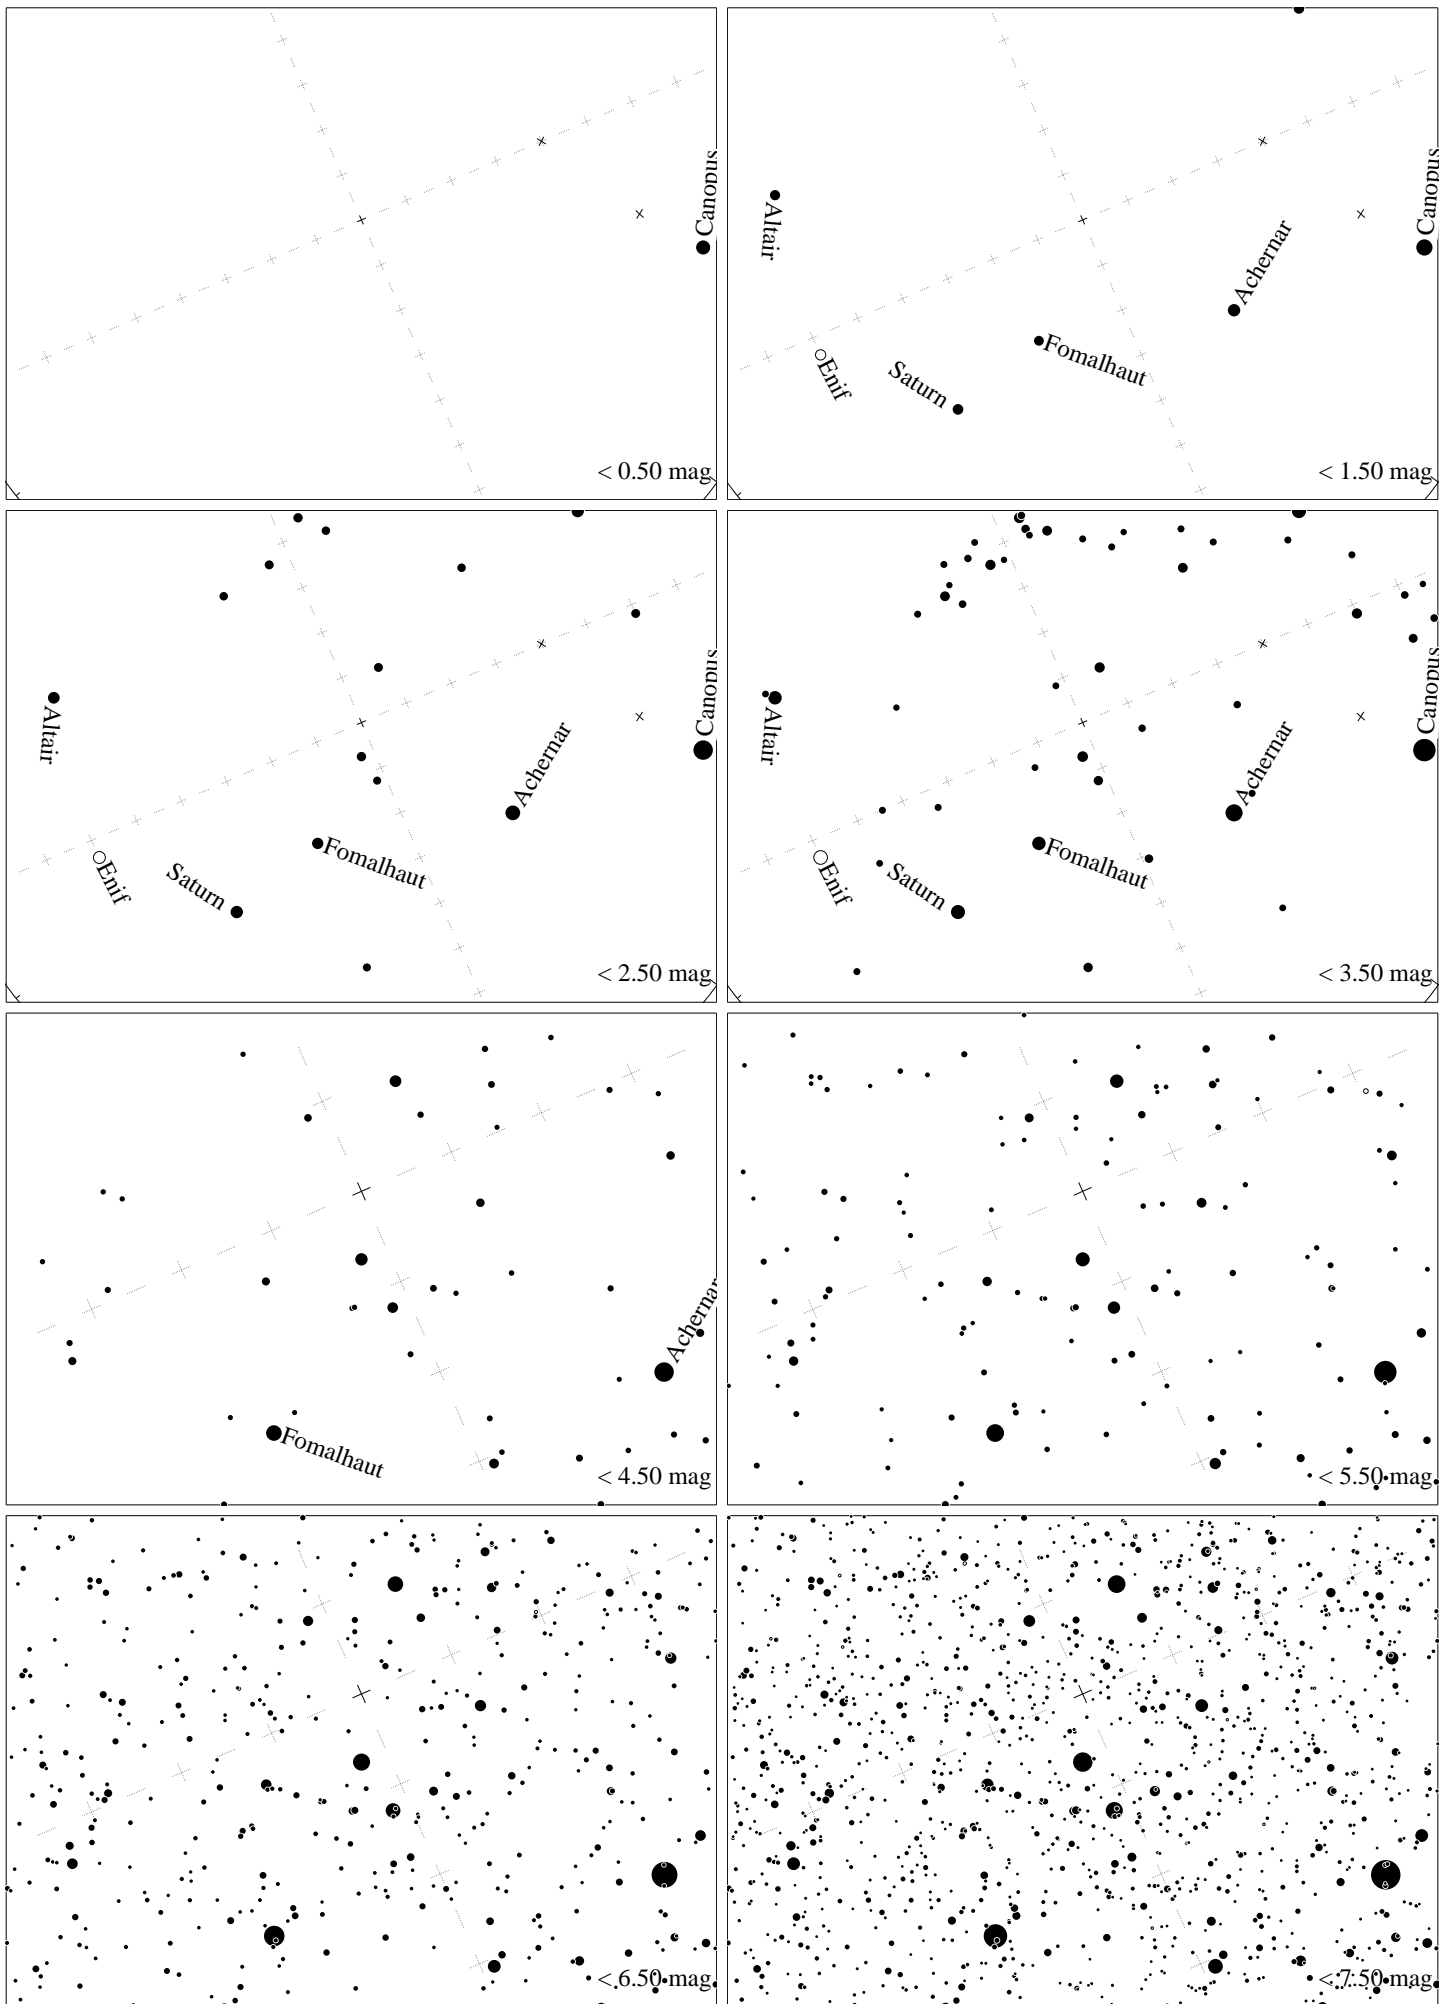 Canopus
< 0.50 mag
Altair
Canopus
Achernar
Fomalhaut
Enif
Saturn
< 1.50 mag
Altair
Canopus
Achernar
Fomalhaut
Enif
Saturn
< 2.50 mag
Altair
Canopus
Achernar
Fomalhaut
Enif
Saturn
< 3.50 mag
Achernar
Fomalhaut
< 4.50 mag
< 5.50 mag
< 6.50 mag
< 7.50 mag